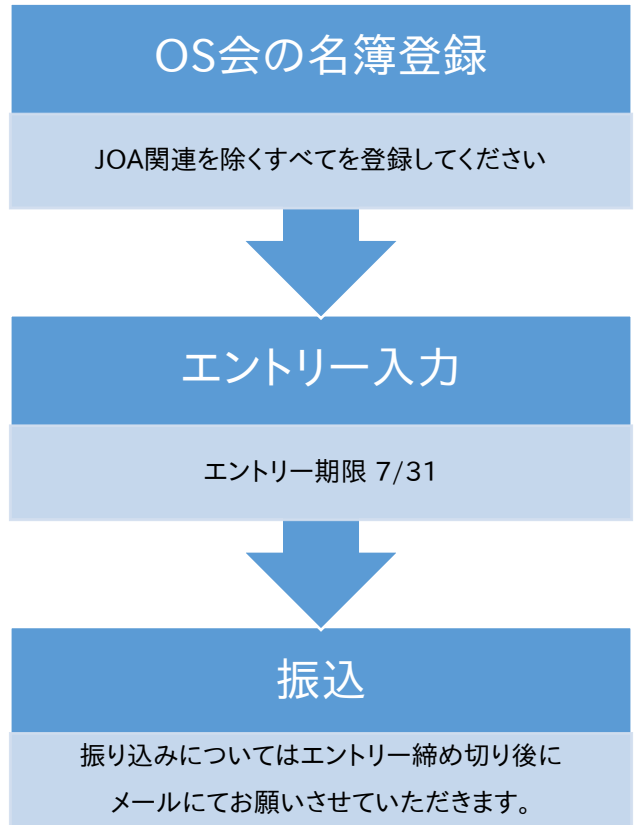 OS会の名簿登録
JOA関連を除くすべてを登録してください
エントリー入力
エントリー期限 7/31
振込
振り込みについてはエントリー締め切り後に
メールにてお願いさせていただきます。